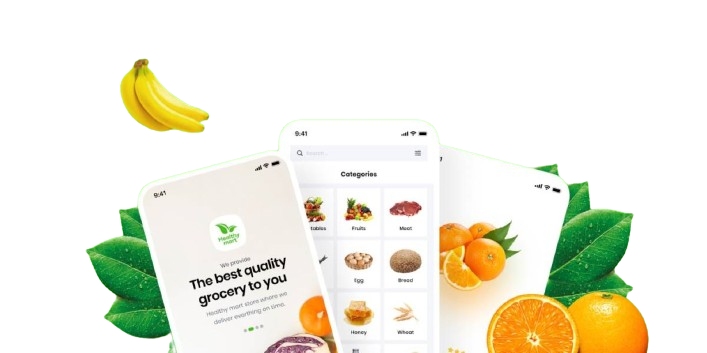 9:41
Healthy
mart
We provide
The best quality
grocery to you
Healthy mart store where we
deliver everthing on time.
9:41
Search...
Categories
Fruits
Meat
Egg
Bread
Honey
Wheat